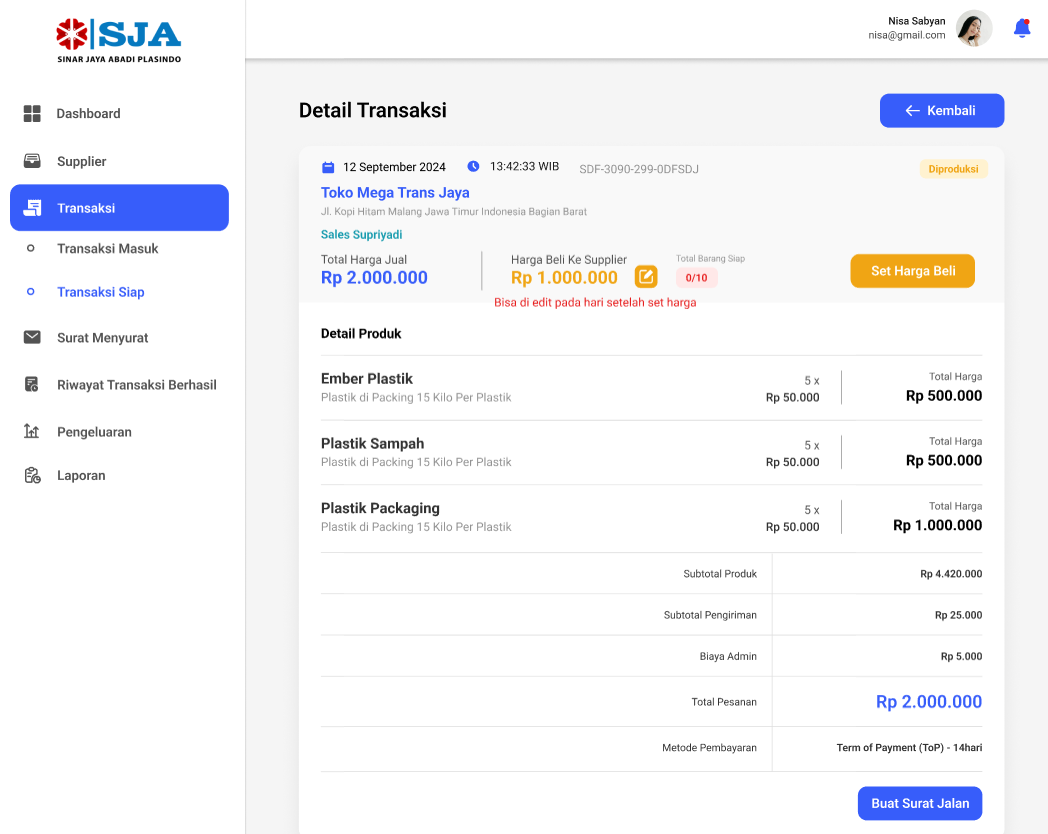 SJA
SINAR JAYA ABADI PLASINDO
Nisa Sabyan
nisa@gmail.com
Dashboard
Supplier
Transaksi
Transaksi Masuk
Transaksi Siap
Surat Menyurat
Riwayat Transaksi Berhasil
Pengeluaran
Laporan
Detail Transaksi
Kembali
12 September 2024 13:42:33 WIB SDF-3090-299-0DFSDJ Diproduksi
Toko Mega Trans Jaya
Jl. Kopi Hitam Malang Jawa Timur Indonesia Bagian Barat
Sales Supriyadi
Total Harga Jual
Rp 2.000.000
Harga Beli Ke Supplier
Rp 1.000.000
Total Barang Siap
0/10
Set Harga Beli
Bisa di edit pada hari setelah set harga
Detail Produk
Ember Plastik
Plastik di Packing 15 Kilo Per Plastik
5 x
Rp 50.000
Total Harga
Rp 500.000
Plastik Sampah
Plastik di Packing 15 Kilo Per Plastik
5 x
Rp 50.000
Total Harga
Rp 500.000
Plastik Packaging
Plastik di Packing 15 Kilo Per Plastik
5 x
Rp 50.000
Total Harga
Rp 1.000.000
Subtotal Produk Rp 4.420.000
Subtotal Pengiriman Rp 25.000
Biaya Admin Rp 5.000
Total Pesanan Rp 2.000.000
Metode Pembayaran Term of Payment (ToP) - 14hari
Buat Surat Jalan